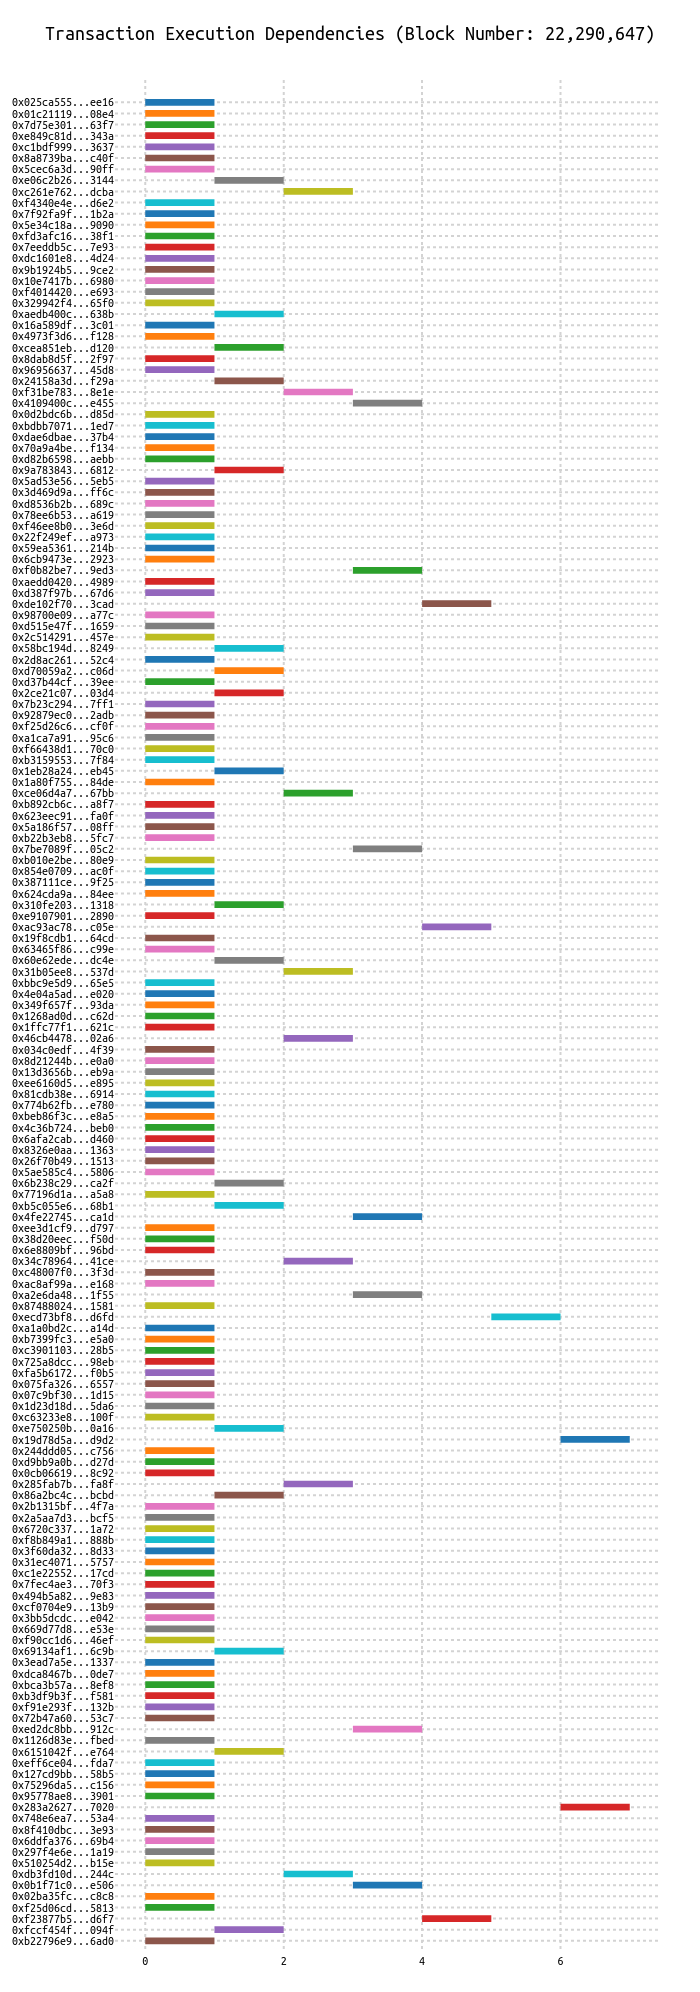 Transaction Execution Dependencies (Block Number: 22,290,647)
0x025ca555...ee16
0x01c21119...08e4
0x7d75e301...63f7
0xe849c81d...343a
0xc1bdf999...3637
0x8a8739ba...c40f
0x5cec6a3d...90ff
0xe06c2b26...3144
0xc261e762...dcba
0xf4340e4e...d6e2
0x7f92fa9f...1b2a
0x5e34c18a...9090
0xfd3afc16...38f1
0x7eeddb5c...7e93
0xdc1601e8...4d24
0x9b1924b5...9ce2
0x10e7417b...6980
0xf4014420...e693
0x329942f4...65f0
0xaedb400c...638b
0x16a589df...3c01
0x4973f3d6...f128
0xcea851eb...d120
0x8dab8d5f...2f97
0x96956637...45d8
0x24158a3d...f29a
0xf31be783...8e1e
0x4109400c...e455
0x0d2bdc6b...d85d
0xbdbb7071...1ed7
0xdae6dbae...37b4
0x70a9a4be...f134
0xd82b6598...aebb
0x9a783843...6812
0x5ad53e56...5eb5
0x3d469d9a...ff6c
0xd8536b2b...689c
0x78ee6b53...a619
0xf46ee8b0...3e6d
0x22f249ef...a973
0x59ea5361...214b
0x6cb9473e...2923
0xf0b82be7...9ed3
0xaedd0420...4989
0xd387f97b...67d6
0xde102f70...3cad
0x98700e09...a77c
0xd515e47f...1659
0x2c514291...457e
0x58bc194d...8249
0x2d8ac261...52c4
0xd70059a2...c06d
0xd37b44cf...39ee
0x2ce21c07...03d4
0x7b23c294...7ff1
0x92879ec0...2adb
0xf25d26c6...cf0f
0xa1ca7a91...95c6
0xf66438d1...70c0
0xb3159553...7f84
0x1eb28a24...eb45
0x1a80f755...84de
0xce06d4a7...67bb
0xb892cb6c...a8f7
0x623eec91...fa0f
0x5a186f57...08ff
0xb22b3eb8...5fc7
0x7be7089f...05c2
0xb010e2be...80e9
0x854e0709...ac0f
0x387111ce...9f25
0x624cda9a...84ee
0x310fe203...1318
0xe9107901...2890
0xac93ac78...c05e
0x19f8cdb1...64cd
0x63465f86...c99e
0x60e62ede...dc4e
0x31b05ee8...537d
0xbbc9e5d9...65e5
0x4e04a5ad...e020
0x349f657f...93da
0x1268ad0d...c62d
0x1ffc77f1...621c
0x46cb4478...02a6
0x034c0edf...4f39
0x8d21244b...e0a0
0x13d3656b...eb9a
0xee6160d5...e895
0x81cdb38e...6914
0x774b62fb...e780
0xbeb86f3c...e8a5
0x4c36b724...beb0
0x6afa2cab...d460
0x8326e0aa...1363
0x26f70b49...1513
0x5ae585c4...5806
0x6b238c29...ca2f
0x77196d1a...a5a8
0xb5c055e6...68b1
0x4fe22745...ca1d
0xee3d1cf9...d797
0x38d20eec...f50d
0x6e8809bf...96bd
0x34c78964...41ce
0xc48007f0...3f3d
0xac8af99a...e168
0xa2e6da48...1f55
0x87488024...1581
0xecd73bf8...d6fd
0xa1a0bd2c...a14d
0xb7399fc3...e5a0
0xc3901103...28b5
0x725a8dcc...98eb
0xfa5b6172...f0b5
0x075fa326...6557
0x07c9bf30...1d15
0x1d23d18d...5da6
0xc63233e8...100f
0xe750250b...0a16
0x19d78d5a...d9d2
0x244ddd05...c756
0xd9bb9a0b...d27d
0x0cb06619...8c92
0x285fab7b...fa8f
0x86a2bc4c...bcbd
0x2b1315bf...4f7a
0x2a5aa7d3...bcf5
0x6720c337...1a72
0xf8b849a1...888b
0x3f60da32...8d33
0x31ec4071...5757
0xc1e22552...17cd
0x7fec4ae3...70f3
0x494b5a82...9e83
0xcf0704e9...13b9
0x3bb5dcdc...e042
0x669d77d8...e53e
0xf90cc1d6...46ef
0x69134af1...6c9b
0x3ead7a5e...1337
0xdca8467b...0de7
0xbca3b57a...8ef8
0xb3df9b3f...f581
0xf91e293f...132b
0x72b47a60...53c7
0xed2dc8bb...912c
0x1126d83e...fbed
0x6151042f...e764
0xeff6ce04...fda7
0x127cd9bb...58b5
0x75296da5...c156
0x95778ae8...3901
0x283a2627...7020
0x748e6ea7...53a4
0x8f410dbc...3e93
0x6ddfa376...69b4
0x297f4e6e...1a19
0x510254d2...b15e
0xdb3fd10d...244c
0x0b1f71c0...e506
0x02ba35fc...c8c8
0xf25d06cd...5813
0xf23877b5...d6f7
0xfccf454f...094f
0xb22796e9...6ad0
0 2 4 6